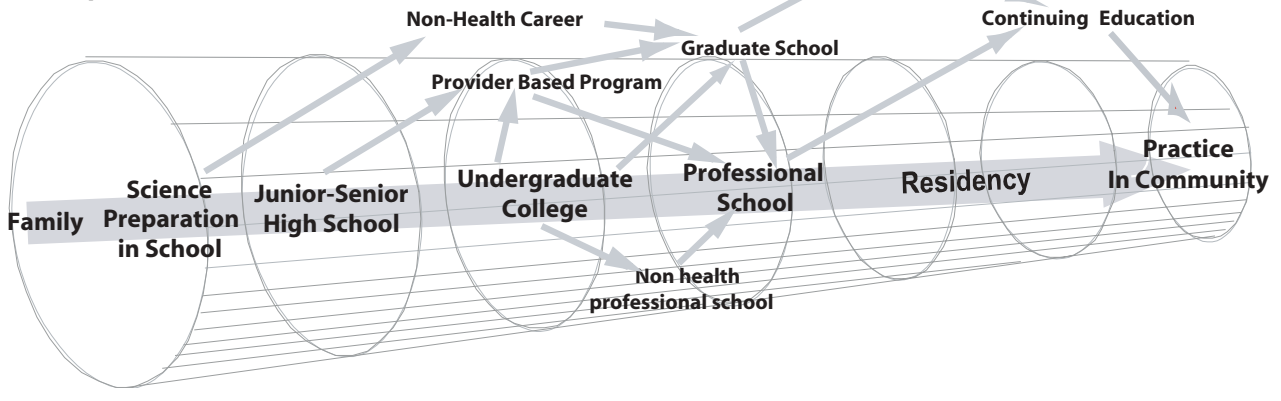 Non-Health Career
Continuing Education
Graduate School
Provider Based Program
Family
Science
Preparation
in School
Junior-Senior
High School
Undergraduate
College
Professional
School
Residency
Practice
In Community
Non health
professional school